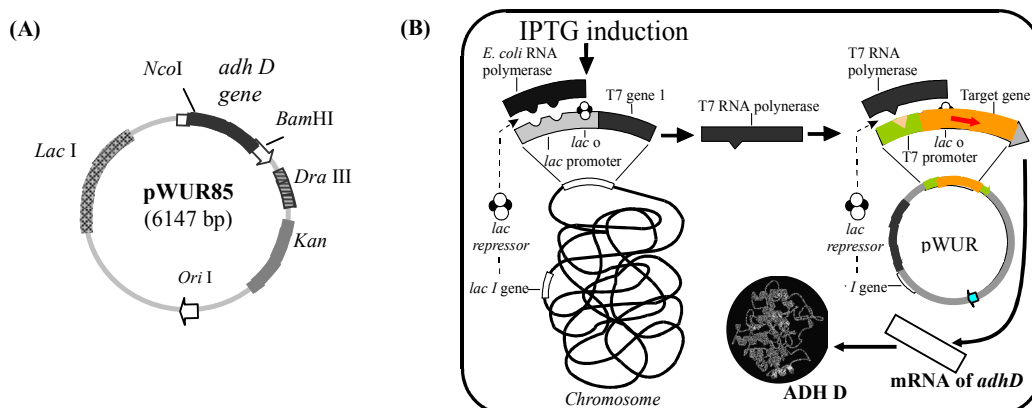 (A)
NcoI
adh D
gene
BamHI
Lac I
Dra III
pWUR85
(6147 bp)
Kan
Ori I
(B)
IPTG induction
E. coli RNA
polymerase
T7 gene 1
lac o
lac promoter
lac
repressor
lac I gene
Chromosome
T7 RNA polynerase
T7 RNA
polymerase
Target gene
lac o
T7 promoter
lac
repressor
I gene
pWUR
mRNA of adhD
ADH D